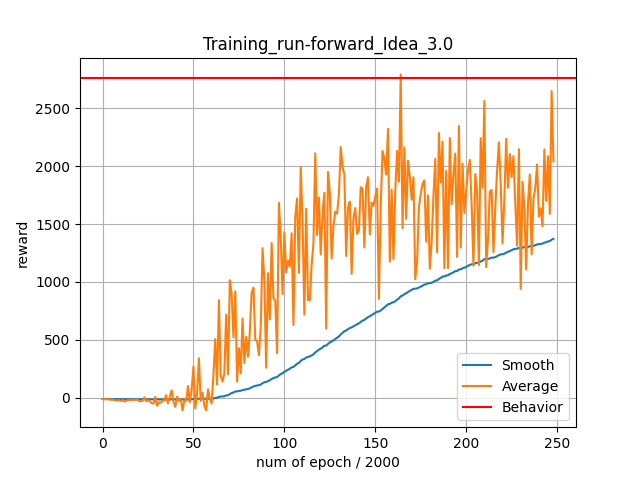 Training_run-forward_Idea_3.0
2500
2000
1500
1000
500
0
reward
0 50 100 150 200 250
num of epoch / 2000
Smooth
Average
Behavior